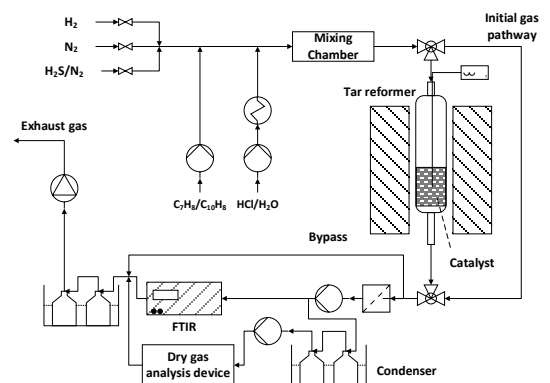 H₂
N₂
H₂S/N₂
Mixing
Chamber
Initial gas
pathway
Tar reformer
Exhaust gas
C₇H₈/C₁₀H₈
HCl/H₂O
Bypass
Catalyst
FTIR
Dry gas
analysis device
Condenser